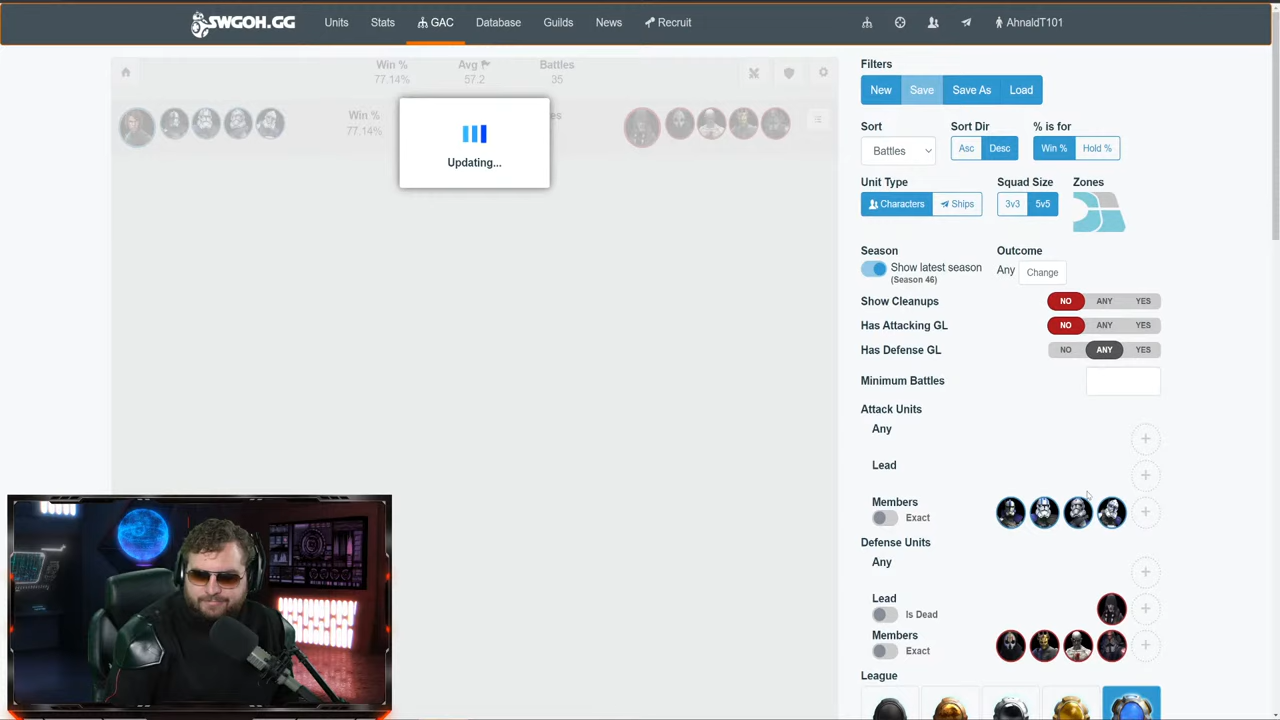 SWGOH.GG
Units
Stats
GAC
Database
Guilds
News
Recruit
AhnaldT101
Win %
77.14%
Avg
57.2
Battles
35
Win %
77.14%
es
Updating...
Filters
New
Save
Save As
Load
Sort
Sort Dir
% is for
Battles
Asc
Desc
Win %
Hold %
Unit Type
Squad Size
Zones
Characters
Ships
3v3
5v5
Season
Outcome
Show latest season
(Season 46)
Any
Change
Show Cleanups
NO
ANY
YES
Has Attacking GL
NO
ANY
YES
Has Defense GL
NO
ANY
YES
Minimum Battles
Attack Units
Any
Lead
Members
Exact
Defense Units
Any
Lead
Is Dead
Members
Exact
League